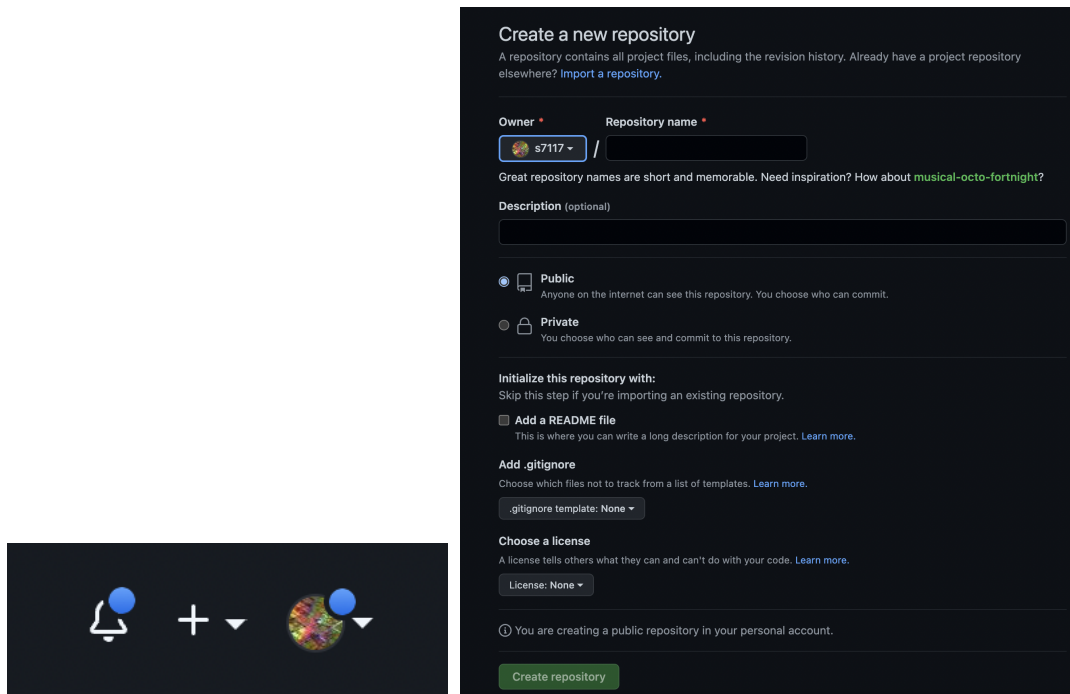 Create a new repository
A repository contains all project files, including the revision history. Already have a project repository
elsewhere? Import a repository.
Owner * Repository name *
s7117 /
Great repository names are short and memorable. Need inspiration? How about musical-octo-fortnight?
Description (optional)
Public
Anyone on the internet can see this repository. You choose who can commit.
Private
You choose who can see and commit to this repository.
Initialize this repository with:
Skip this step if you're importing an existing repository.
Add a README file
This is where you can write a long description for your project. Learn more.
Add .gitignore
Choose which files not to track from a list of templates. Learn more.
.gitignore template: None
Choose a license
A license tells others what they can and can't do with your code. Learn more.
License: None
You are creating a public repository in your personal account.
Create repository